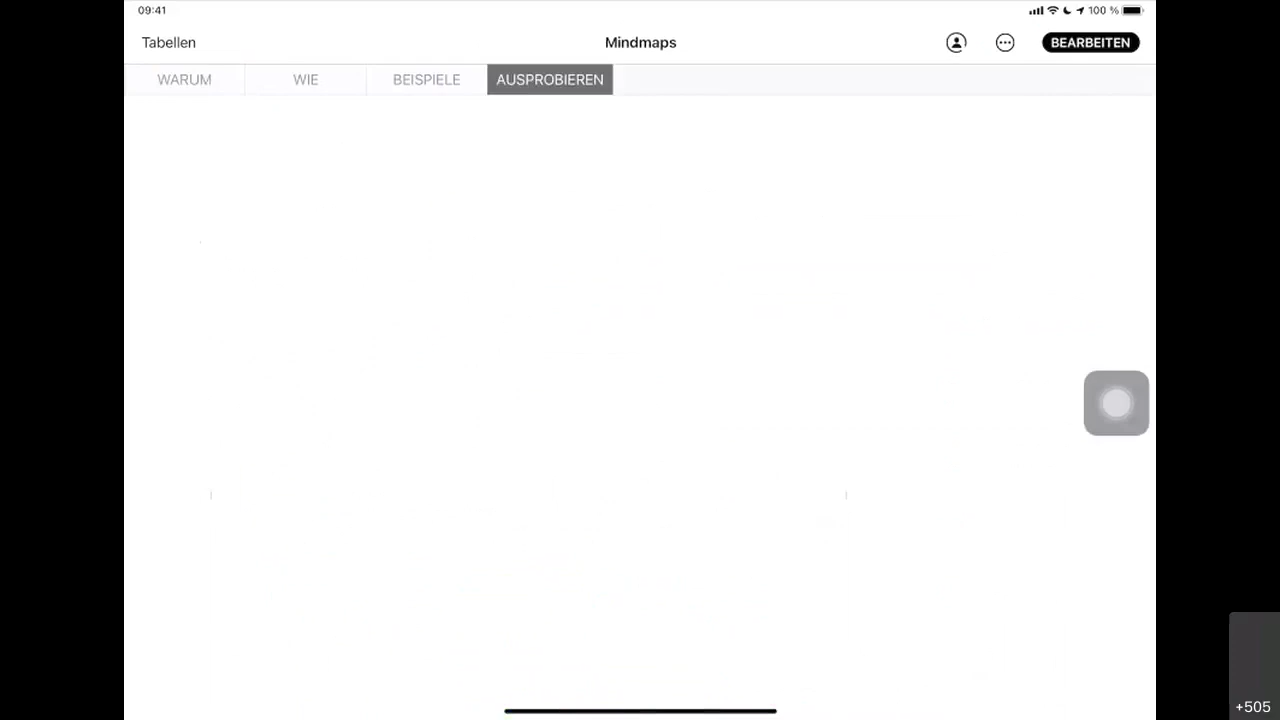 09:41
100 %
Tabellen
Mindmaps
BEARBEITEN
WARUM
WIE
BEISPIELE
AUSPROBIEREN
+505